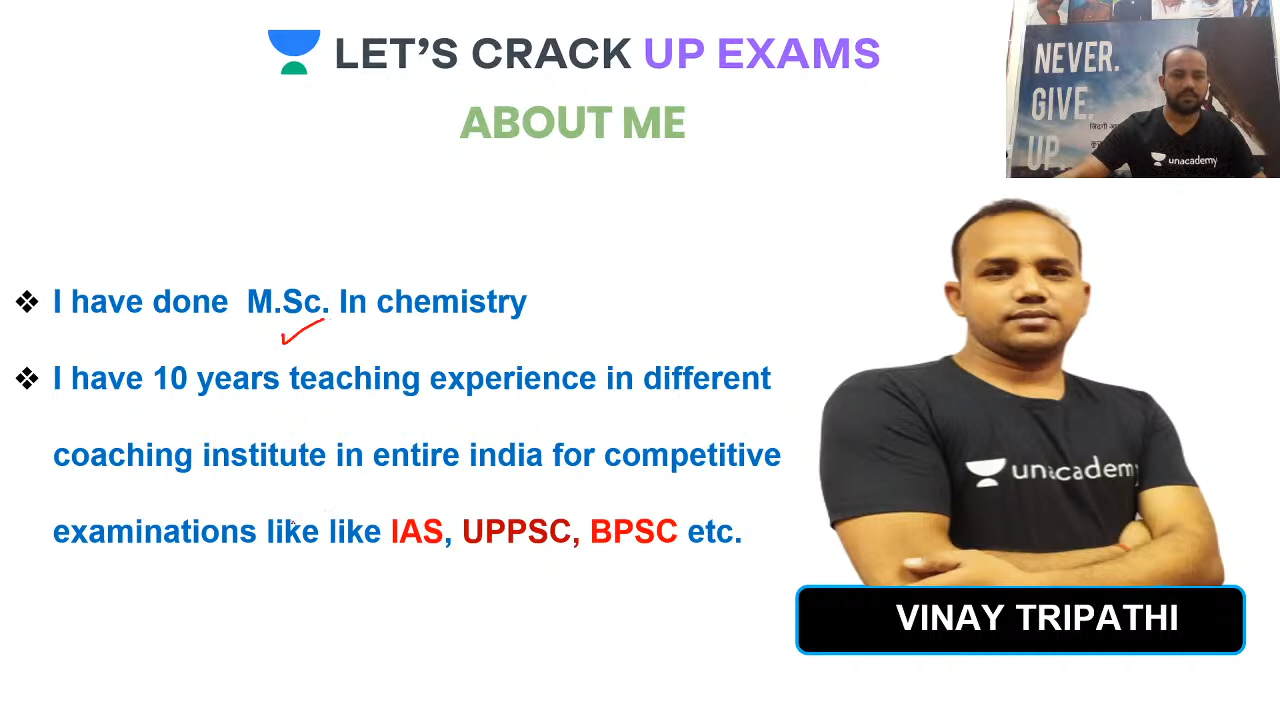 LET'S CRACK UP EXAMS
ABOUT ME
NEVER.
GIVE.
UP.
unacademy
❖ I have done M.Sc. In chemistry
❖ I have 10 years teaching experience in different
coaching institute in entire india for competitive
examinations like like IAS, UPPSC, BPSC etc.
unacademy
VINAY TRIPATHI